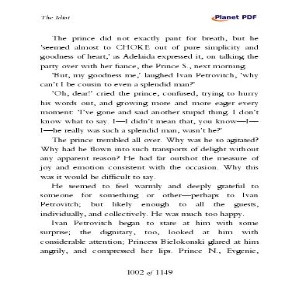 The Idiot
Planet PDF
The prince did not exactly pant for breath, but he
'seemed almost to CHOKE out of pure simplicity and
goodness of heart,' as Adelaida expressed it, on talking the
party over with her fiance, the Prince S., next morning.
'But, my goodness me,' laughed Ivan Petrovitch, 'why
can't I be cousin to even a splendid man?'
'Oh, dear!' cried the prince, confused, trying to hurry
his words out, and growing more and more eager every
moment: 'I've gone and said another stupid thing. I don't
know what to say. I—I didn't mean that, you know—I—
I—he really was such a splendid man, wasn't he?'
The prince trembled all over. Why was he so agitated?
Why had he flown into such transports of delight without
any apparent reason? He had far outshot the measure of
joy and emotion consistent with the occasion. Why this
was it would be difficult to say.
He seemed to feel warmly and deeply grateful to
someone for something or other—perhaps to Ivan
Petrovitch; but likely enough to all the guests,
individually, and collectively. He was much too happy.
Ivan Petrovitch began to stare at him with some
surprise; the dignitary, too, looked at him with
considerable attention; Princess Bielokonski glared at him
angrily, and compressed her lips. Prince N., Evgenie,
1002 of 1149